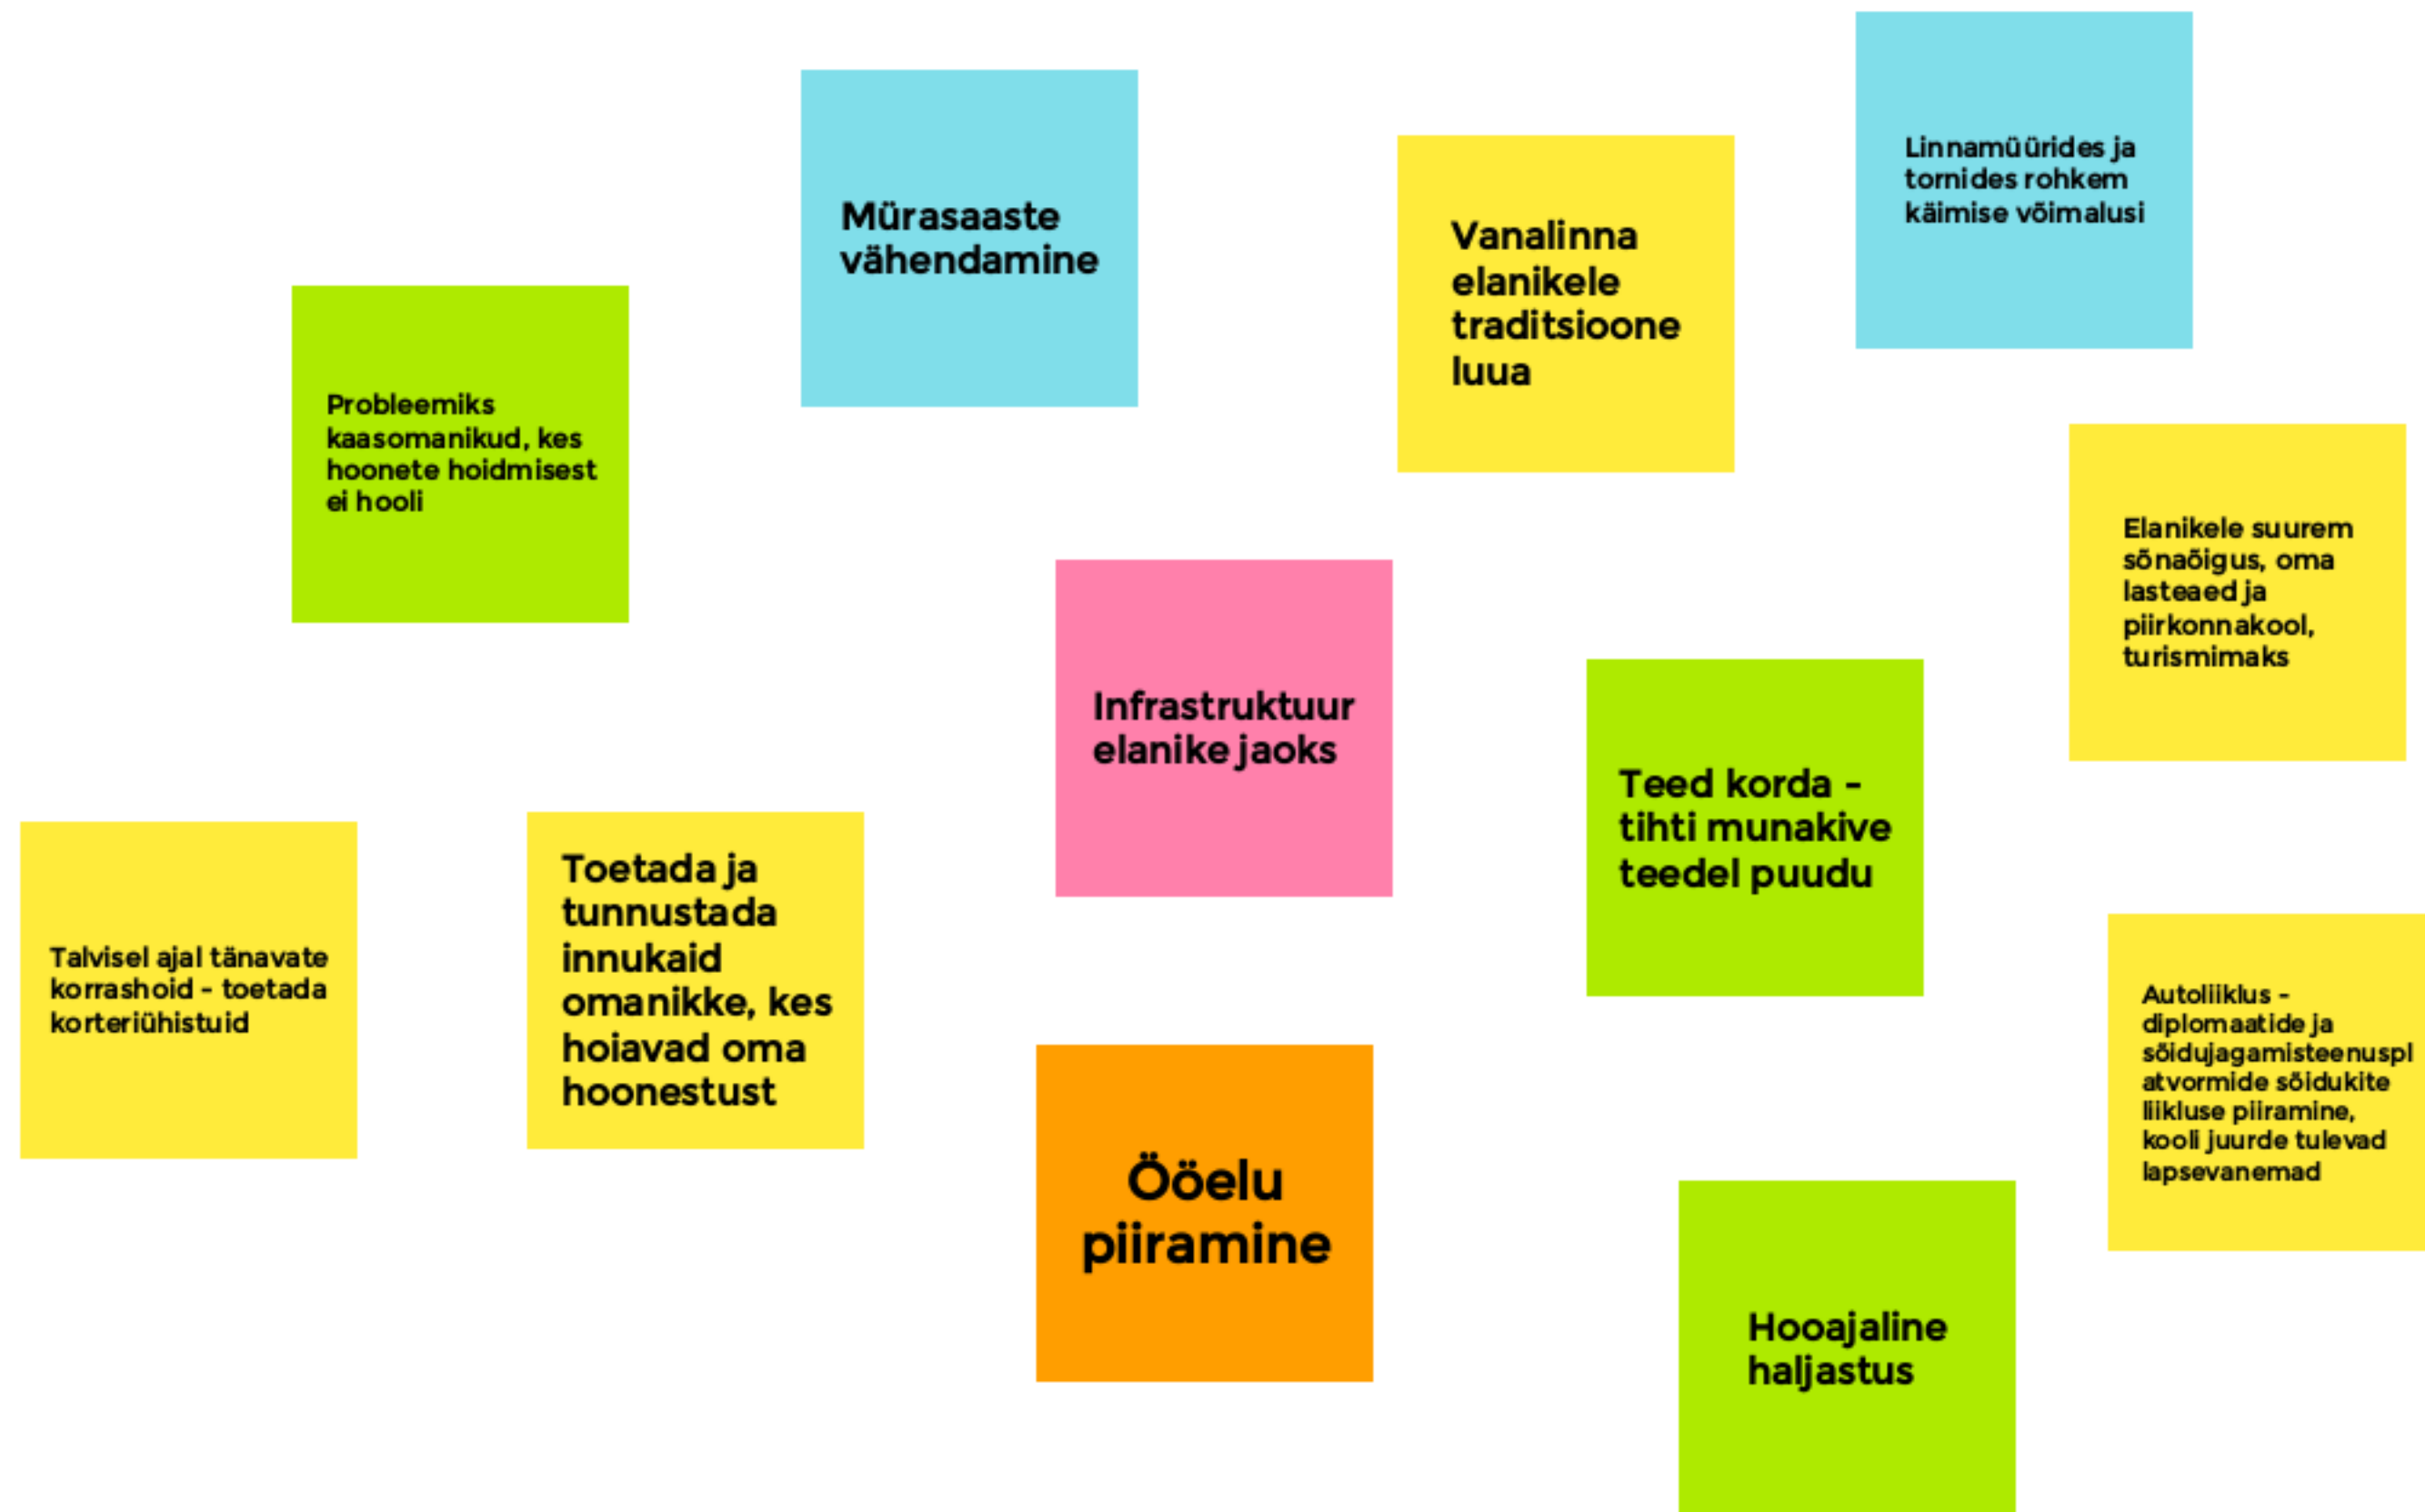 Linnamüürides ja
tornides rohkem
käimise võimalusi
Mürasaaste
vähendamine
Vanalinna
elanikele
traditsioone
luua
Probleemiks
kaasomanikud, kes
hoonete hoidmisest
ei hooli
Elanikele suurem
sõnaõigus, oma
lasteaed ja
piirkonnakool,
turismimaks
Infrastruktuur
elanike jaoks
Teed korda -
tihti munakive
teedel puudu
Talvisel ajal tänavate
korrashoid - toetada
korteriühistuid
Toetada ja
tunnustada
innukaid
omanikke, kes
hoiavad oma
hoonestust
Autoliiklus -
diplomaatide ja
sõidujagamisteenuspl
atvormide sõidukite
liikluse piiramine,
kooli juurde tulevad
lapsevanemad
Ööelu
piiramine
Hooajaline
haljastus